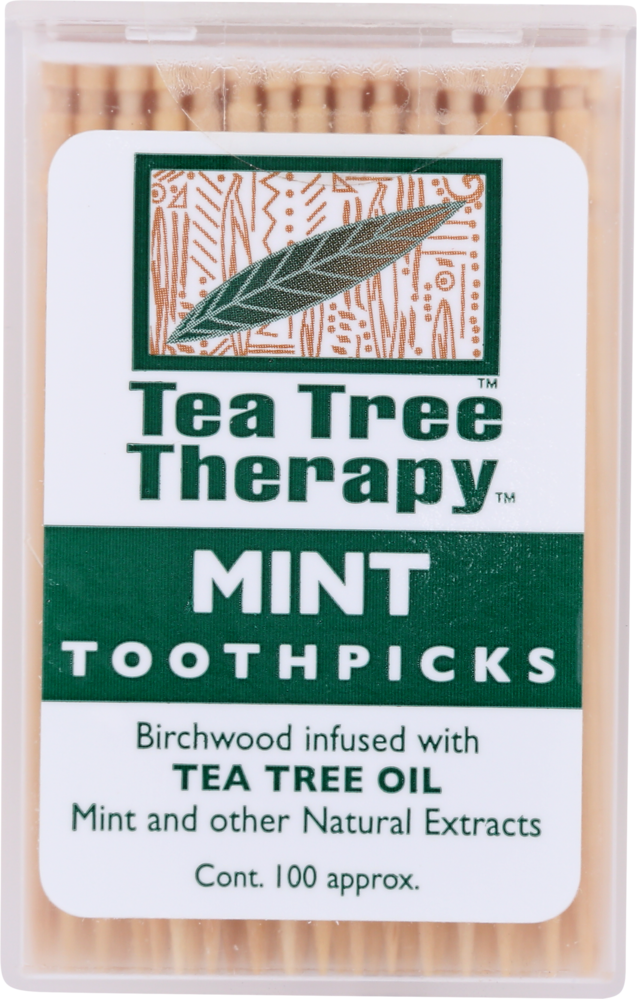 Tea Tree™
Therapy™
MINT
TOOTHPICKS
Birchwood infused with
TEA TREE OIL
Mint and other Natural Extracts
Cont. 100 approx.